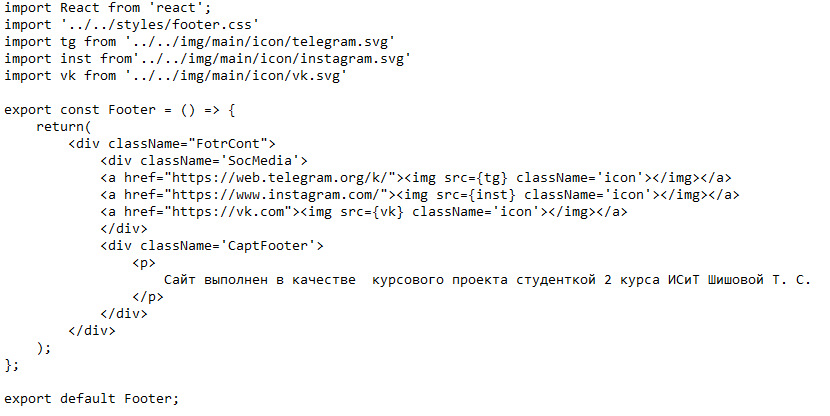 import React from 'react';
import '../../styles/footer.css'
import tg from '../../img/main/icon/telegram.svg'
import inst from'../../img/main/icon/instagram.svg'
import vk from '../../img/main/icon/vk.svg'

export const Footer = () => {
    return(
        <div className="FotrCont">
            <div className='SocMedia'>
            <a href="https://web.telegram.org/k/"><img src={tg} className='icon'></img></a>
            <a href="https://www.instagram.com/"><img src={inst} className='icon'></img></a>
            <a href="https://vk.com"><img src={vk} className='icon'></img></a>
            </div>
            <div className='CaptFooter'>
                <p>
                    Сайт выполнен в качестве  курсового проекта студенткой 2 курса ИСиТ Шишовой Т. С.
                </p>
            </div>
        </div>
    );
};

export default Footer;